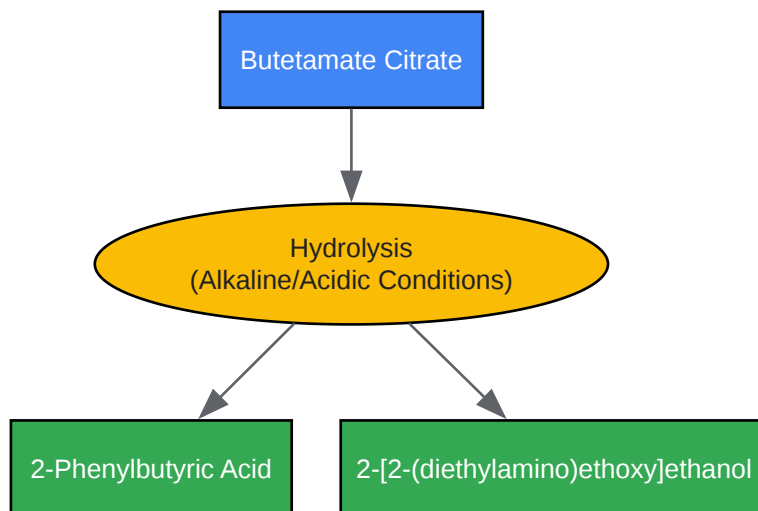 Butetamate Citrate
Hydrolysis
(Alkaline/Acidic Conditions)
2-Phenylbutyric Acid
2-[2-(diethylamino)ethoxy]ethanol